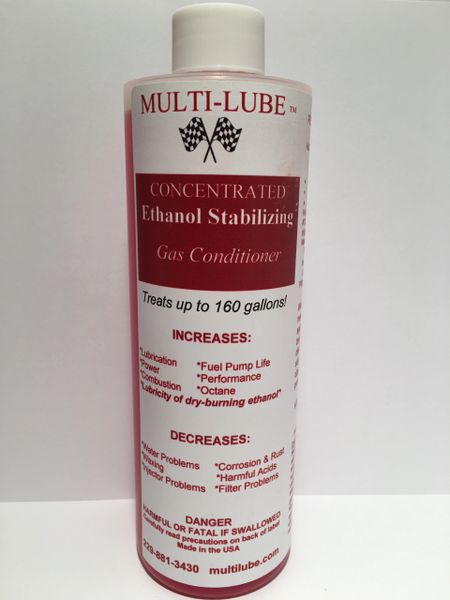 MULTI-LUBE™
CONCENTRATED
Ethanol Stabilizing
Gas Conditioner
Treats up to 160 gallons!
INCREASES:
*Lubrication
*Power
*Combustion
*Fuel Pump Life
*Performance
*Octane
*Lubricity of dry-burning ethanol*
DECREASES:
*Water Problems
*Waxing
*Injector Problems
*Corrosion & Rust
*Harmful Acids
*Filter Problems
DANGER
HARMFUL OR FATAL IF SWALLOWED
Carefully read precautions on back of label
Made in the USA
229-881-3430 multilube.com